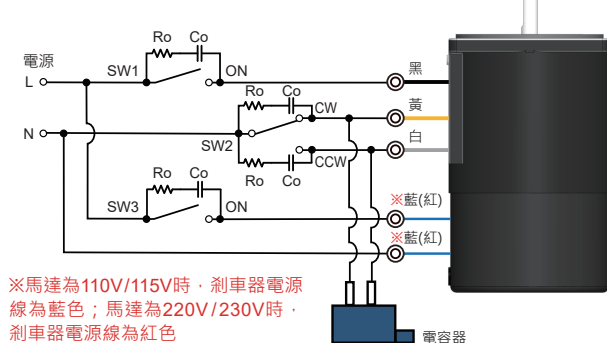 電源
L
N
Ro Co
SW1
ON
Ro Co
CW
SW2
CCW
Ro Co
Ro Co
SW3
ON
黑
黃
白
※藍(紅)
※藍(紅)
※馬達為110V/115V時，剎車器電源
線為藍色；馬達為220V/230V時，
剎車器電源線為紅色
電容器